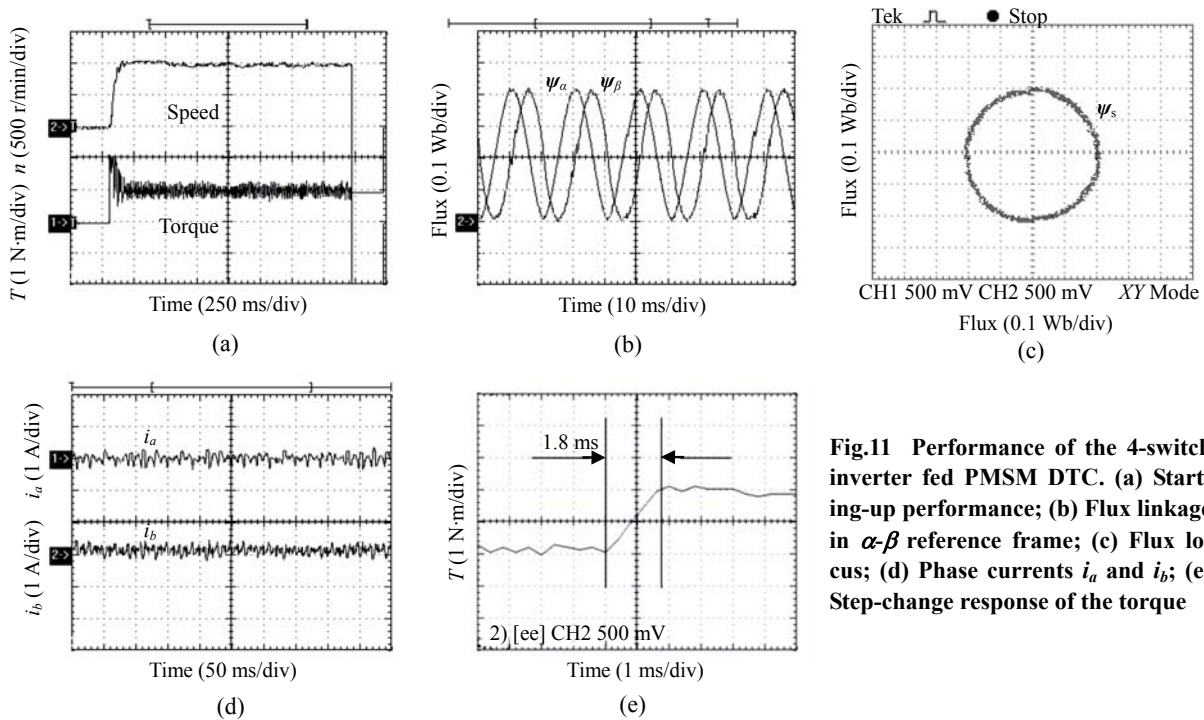 T (1 N·m/div) n (500 r/min/div)
2->
Speed
1->
Torque
Time (250 ms/div)
(a)
Flux (0.1 Wb/div)
ψα ψβ
2->
Time (10 ms/div)
(b)
Tek Stop
Flux (0.1 Wb/div)
ψs
CH1 500 mV CH2 500 mV XY Mode
Flux (0.1 Wb/div)
(c)
ib (1 A/div) ia (1 A/div)
ia
1->
ib
2->
Time (50 ms/div)
(d)
T (1 N·m/div)
1.8 ms
2) [ee] CH2 500 mV
Time (1 ms/div)
(e)
Fig.11 Performance of the 4-switch
inverter fed PMSM DTC. (a) Start-
ing-up performance; (b) Flux linkage
in α-β reference frame; (c) Flux lo-
cus; (d) Phase currents ia and ib; (e)
Step-change response of the torque